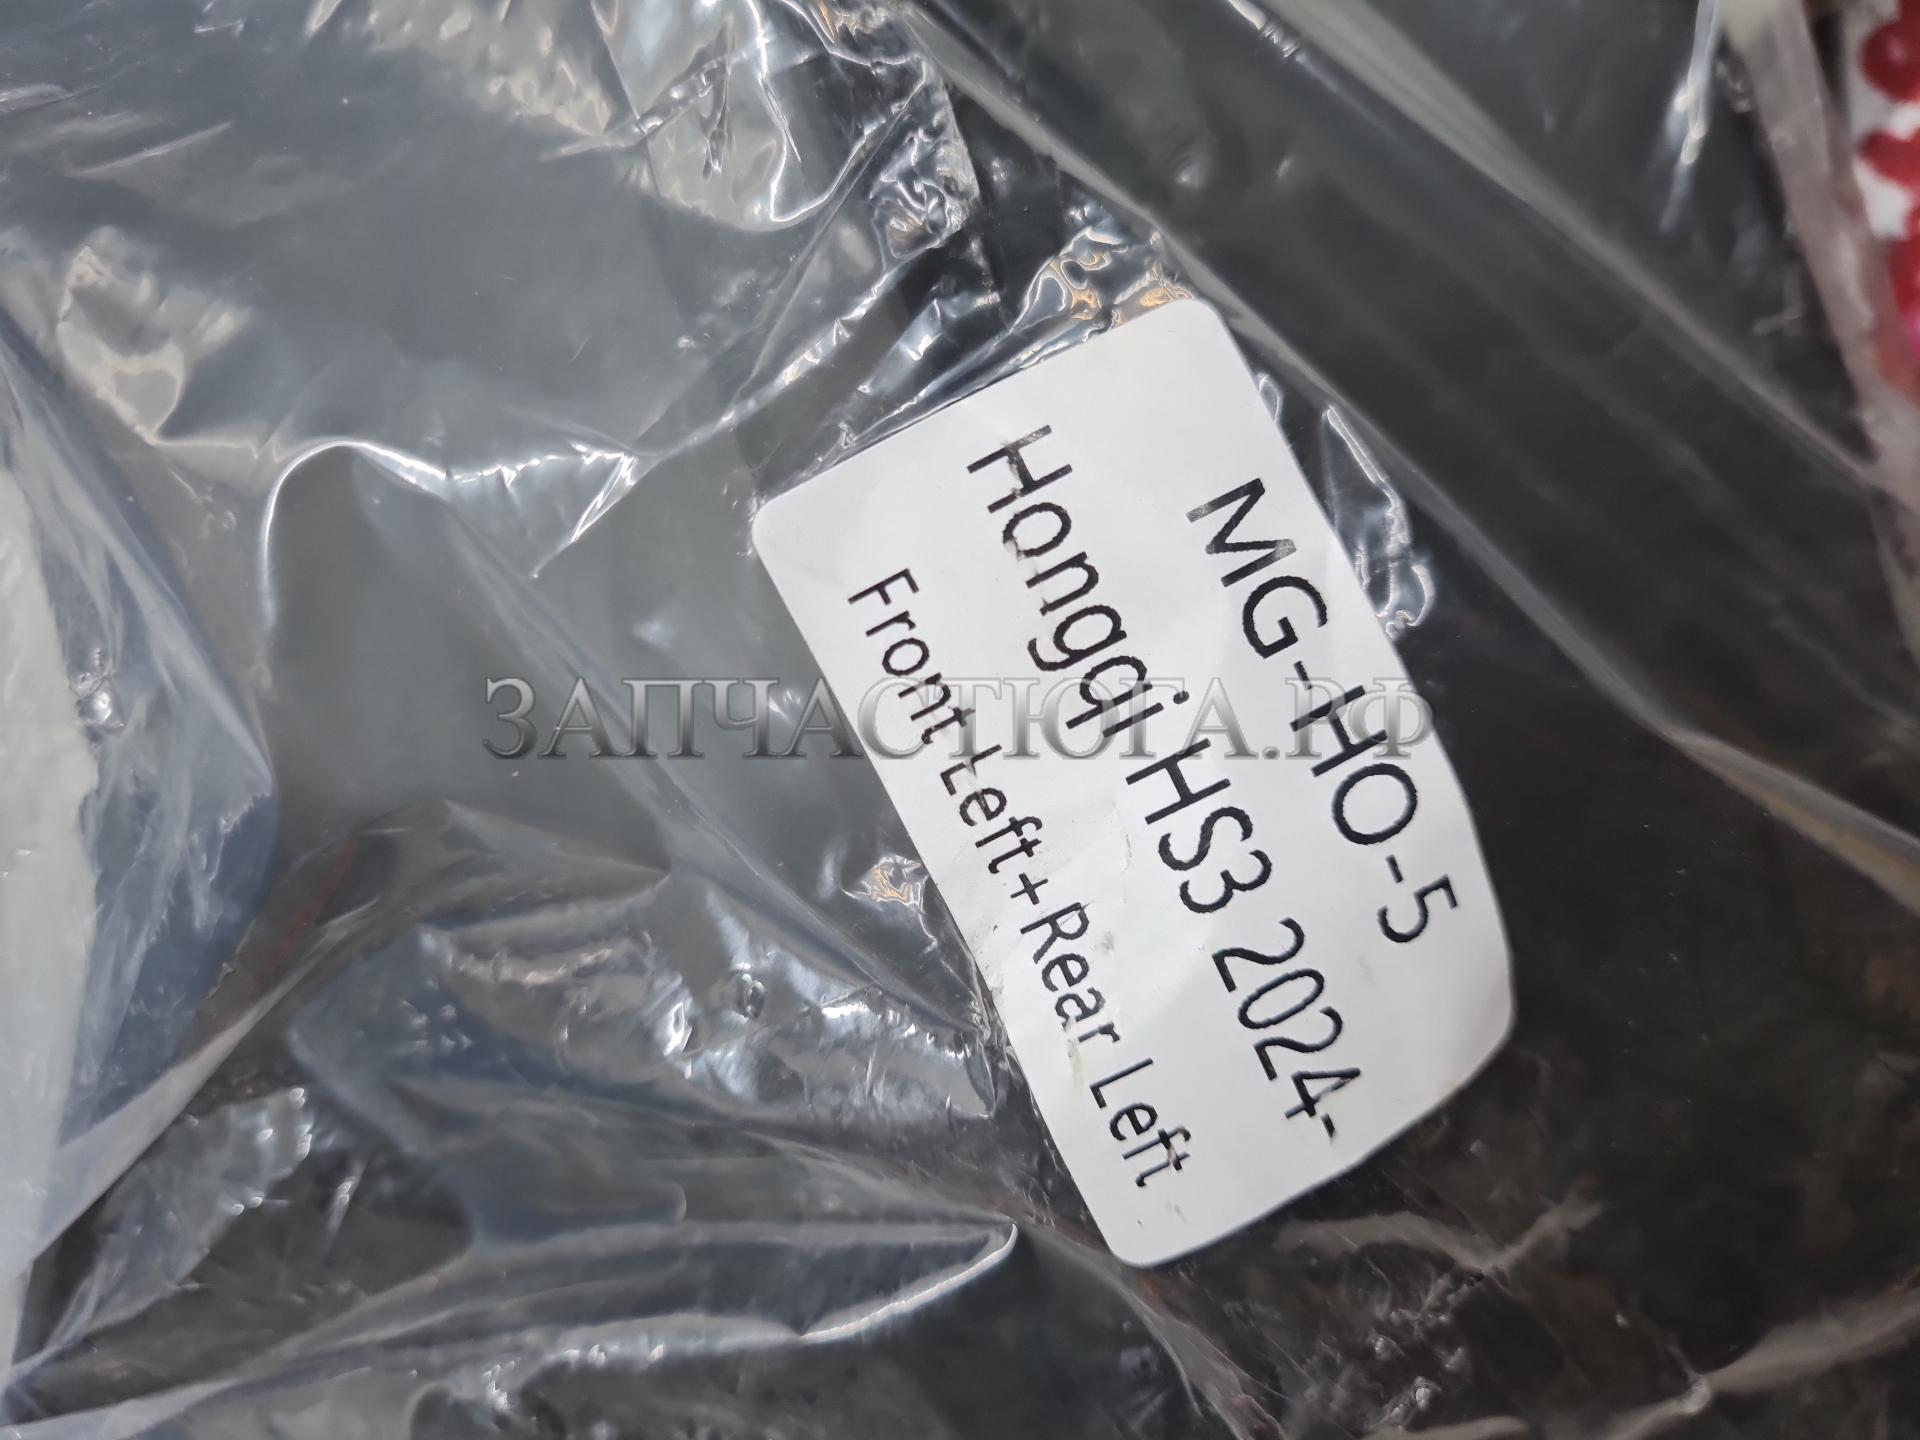 MG-HO-5
Hongqi HS3 2024-
Front Left+Rear Left
ЗАПЧАСТЮГА.РФ